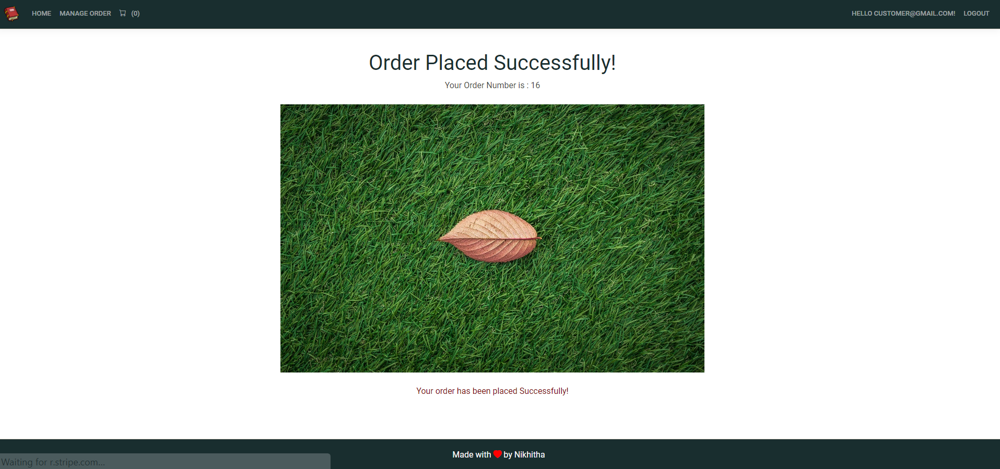 HOME MANAGE ORDER (0) HELLO CUSTOMER@GMAIL.COM! LOGOUT
Order Placed Successfully!
Your Order Number is : 16
Your order has been placed Successfully!
Made with by Nikhitha
Waiting for r.stripe.com...